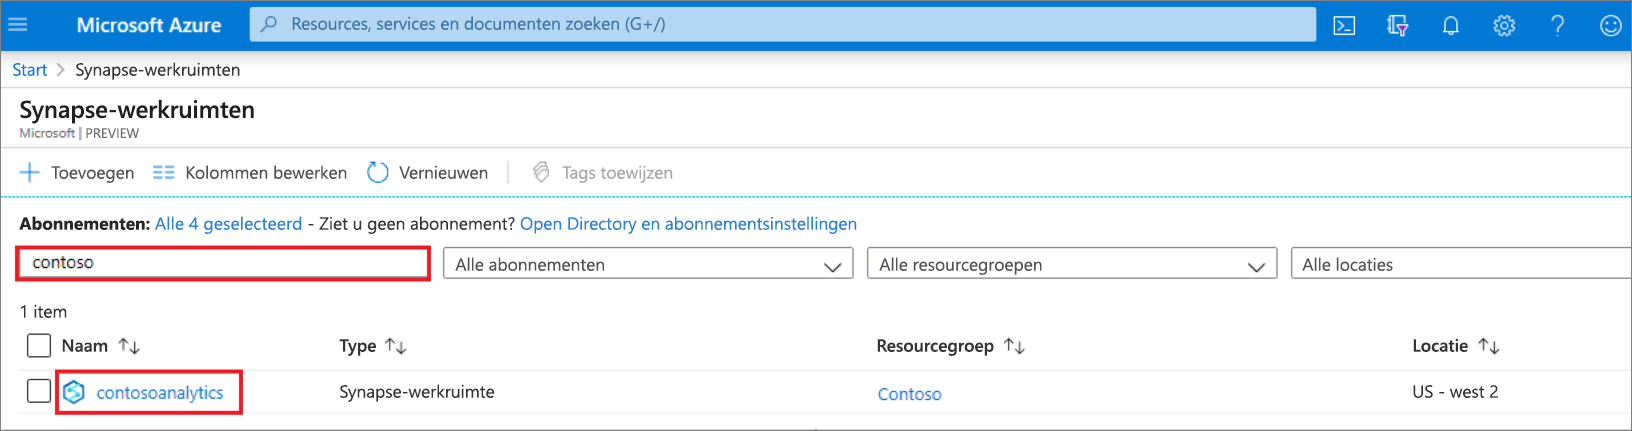 Microsoft Azure Resources, services en documenten zoeken (G+/)
Start > Synapse-werkruimten
Synapse-werkruimten
Microsoft | PREVIEW
Toevoegen Kolommen bewerken Vernieuwen Tags toewijzen
Abonnementen: Alle 4 geselecteerd - Ziet u geen abonnement? Open Directory en abonnementsinstellingen
contoso Alle abonnementen Alle resourcegroepen Alle locaties
1 item
Naam Type Resourcegroep Locatie
contosoanalytics Synapse-werkruimte Contoso US - west 2